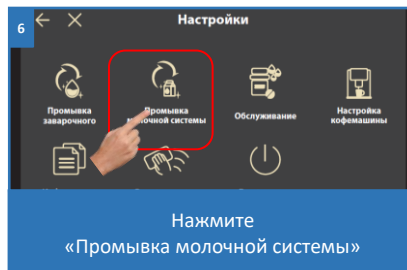 6
Настройки
Промывка заварочного
Промывка молочной системы
Обслуживание
Настройка кофемашины
Нажмите
«Промывка молочной системы»